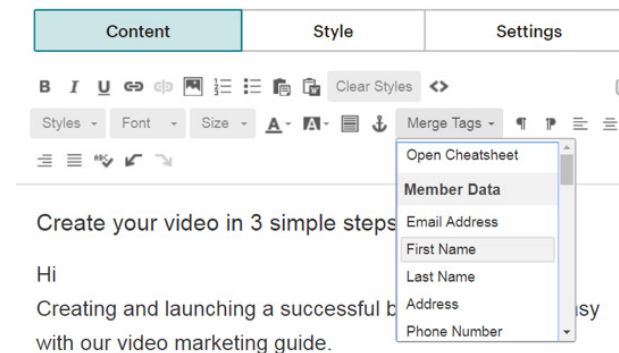 Content Style Settings
B I U Clear Styles <>
Styles Font Size A A Merge Tags
Open Cheatsheet
Member Data
Email Address
First Name
Last Name
Address
Phone Number
ABC
Create your video in 3 simple steps
Hi
Creating and launching a successful b
with our video marketing guide.